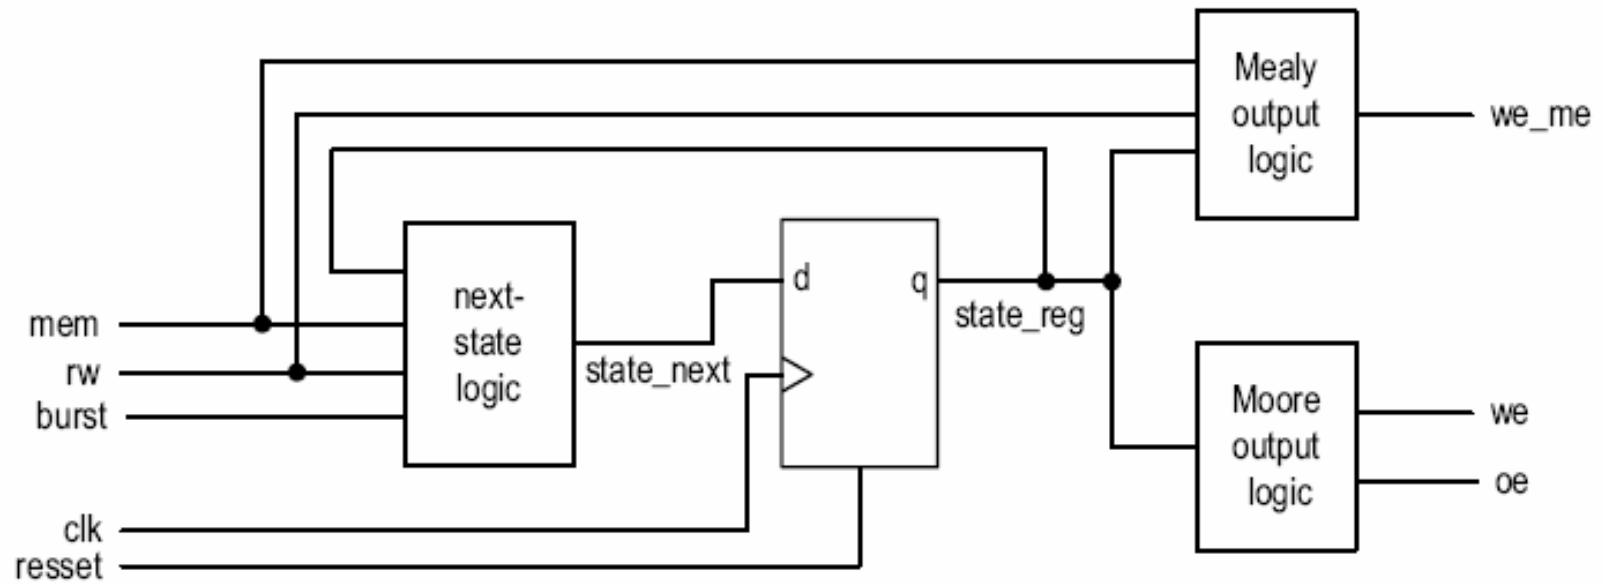 Mealy
output
logic
we_me
next-
state
logic
mem
rw
burst
state_next
d
q
state_reg
Moore
output
logic
we
oe
clk
resset